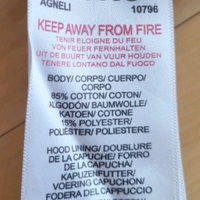 AGNELI 10796
KEEP AWAY FROM FIRE
TENIR ELOIGNE DU FEU
VON FEUER FERNHALTEN
UIT DE BUURT VAN VUUR HOUDEN
TENERE LONTANO DAL FUOCO
BODY/ CORPS/ CUERPO/
CORPO
85% COTTON/ COTON/
ALGODÓN/ BAUMWOLLE/
KATOEN/ COTONE
15% POLYESTER/
POLIÉSTER/ POLIESTERE
HOOD LINING/ DOUBLURE
DE LA CAPUCHE/ FORRO
DE LA CAPUCHA/
KAPUZENFUTTER/
VOERING CAPUCHON/
FODERA DEL CAPPUCCIO